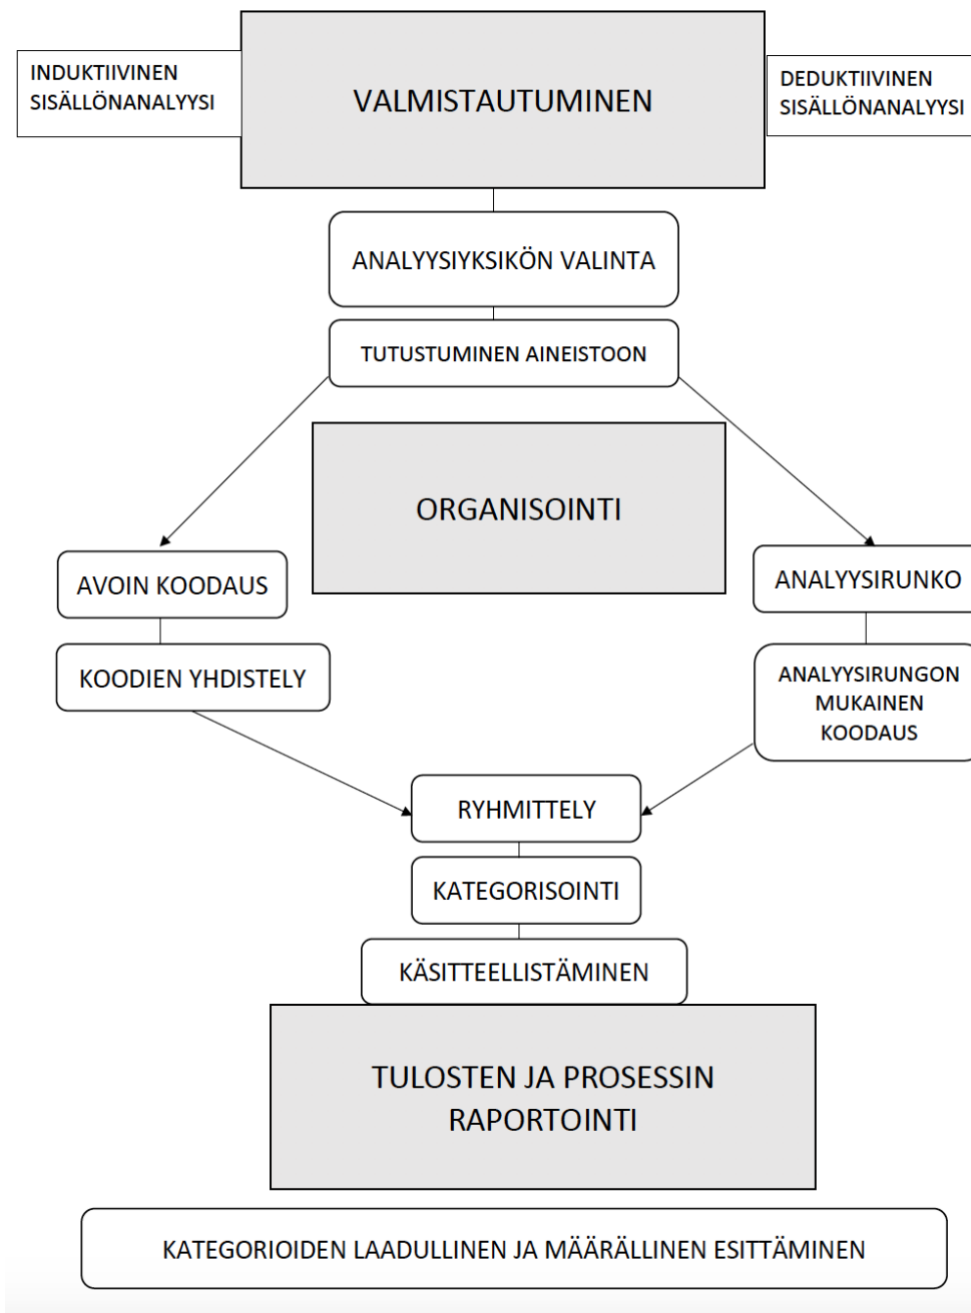 INDUKTIIVINEN
SISÄLLÖNANALYYSI
VALMISTAUTUMINEN
DEDUKTIIVINEN
SISÄLLÖNANALYYSI
ANALYYSIYKSIKÖN VALINTA
TUTUSTUMINEN AINEISTOON
ORGANISOINTI
AVOIN KOODAUS
ANALYYSIRUNKO
KOODIEN YHDISTELY
ANALYYSIRUNGON
MUKAINEN
KOODAUS
RYHMITTELY
KATEGORISOINTI
KÄSITTEELLISTÄMINEN
TULOSTEN JA PROSESSIN
RAPORTOINTI
KATEGORIOIDEN LAADULLINEN JA MÄÄRÄLLINEN ESITTÄMINEN